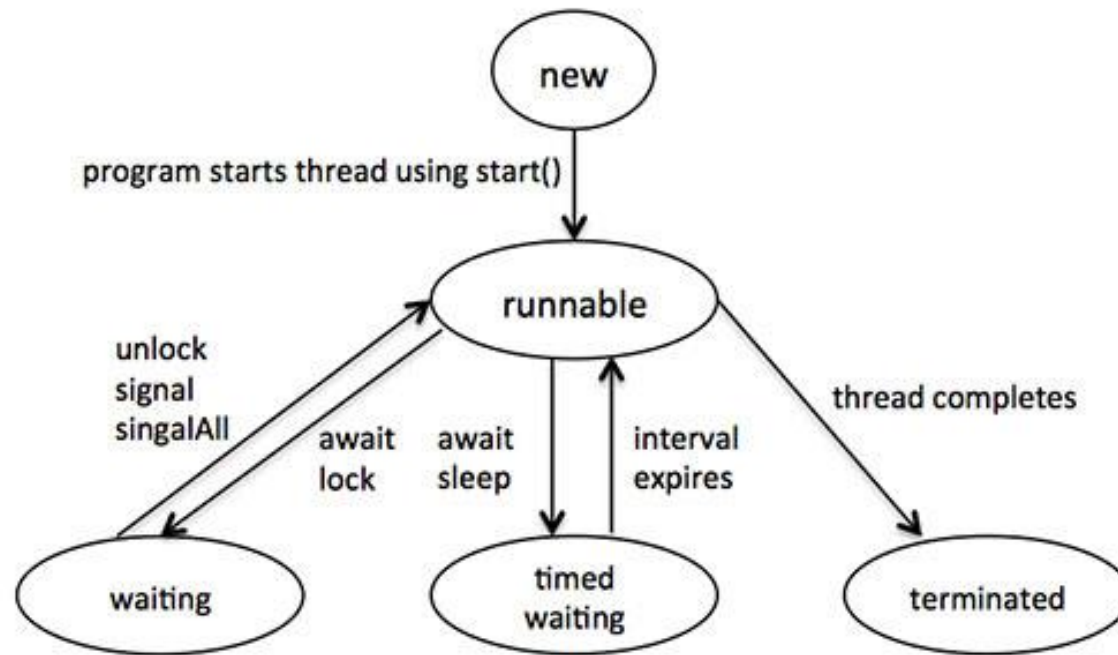 new
program starts thread using start()
runnable
unlock
signal
singalAll
await
lock
await
sleep
interval
expires
thread completes
waiting
timed
waiting
terminated